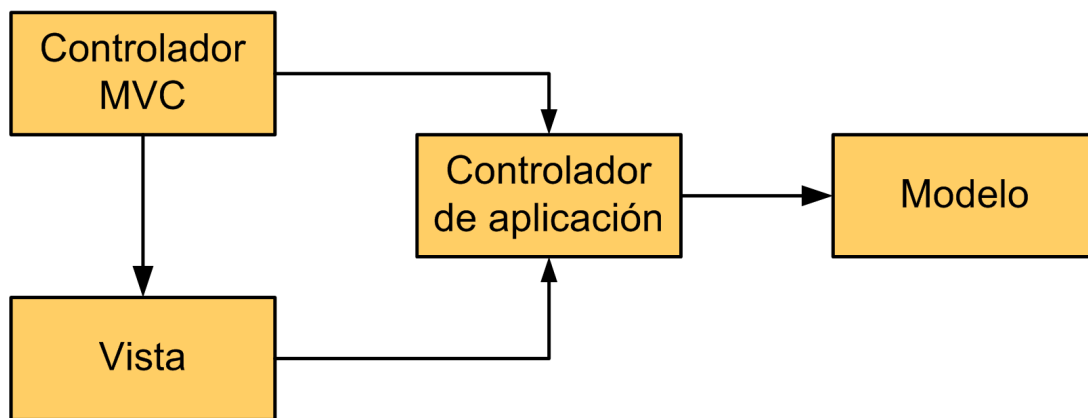 Controlador
MVC
Controlador
de aplicación
Modelo
Vista